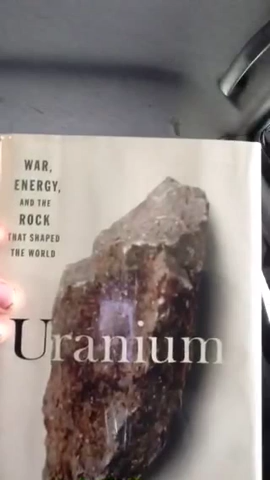 WAR,
ENERGY,
AND THE
ROCK
THAT SHAPED
THE WORLD
Uranium